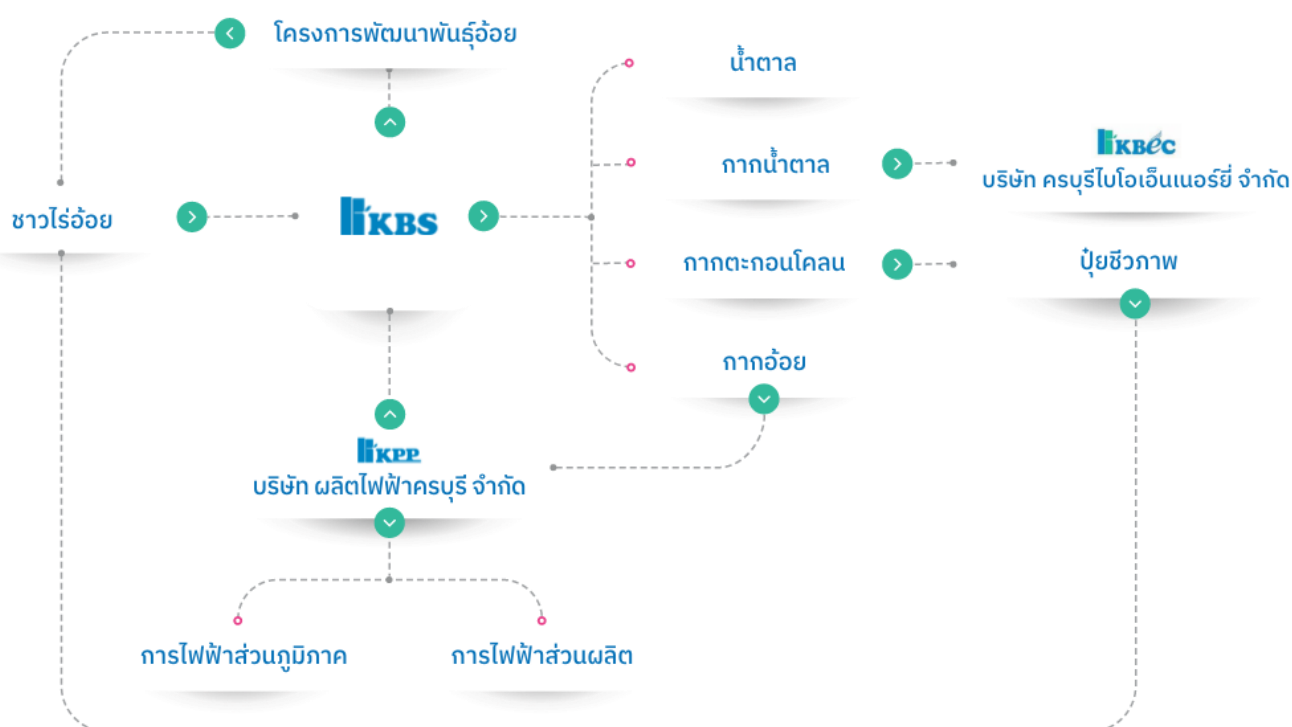 โครงการพัฒนาพันธุ์อ้อย
น้ำตาล
กากน้ำตาล
KBEC
บริษัท ครบุรีไบโอเอ็นเนอร์ยี่ จำกัด
ชาวไร่อ้อย
KBS
กากตะกอนโคลน
ปุ๋ยชีวภาพ
กากอ้อย
KPP
บริษัท ผลิตไฟฟ้าครบุรี จำกัด
การไฟฟ้าส่วนภูมิภาค
การไฟฟ้าส่วนผลิต